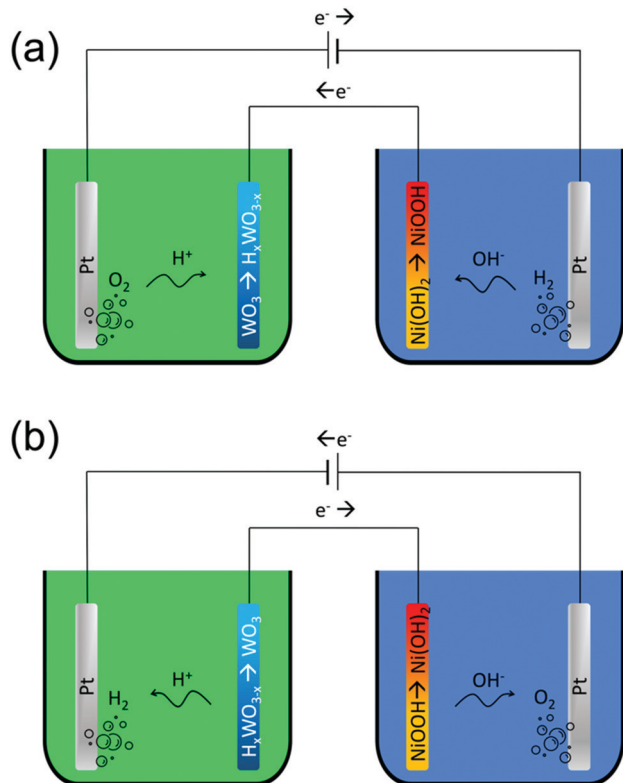 (a)
e- →
←e-
Pt
O₂
H⁺
WO₃ → HₓWO₃₋ₓ
Ni(OH)₂ → NiOOH
OH-
H₂
Pt
(b)
←e-
e- →
Pt
H₂
H⁺
HₓWO₃₋ₓ → WO₃
NiOOH → Ni(OH)₂
OH-
O₂
Pt